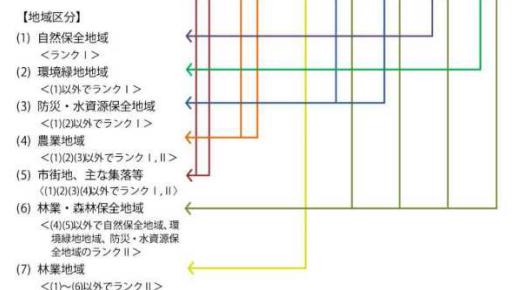 【地域区分】
(1) 自然保全地域
＜ランクⅠ＞
(2) 環境緑地地域
＜(1)以外でランクⅠ＞
(3) 防災・水資源保全地域
＜(1)(2)以外でランクⅠ＞
(4) 農業地域
＜(1)(2)(3)以外でランクⅠ,Ⅱ＞
(5) 市街地、主な集落等
〈(1)(2)(3)(4)以外でランクⅠ,Ⅱ〉
(6) 林業・森林保全地域
＜(4)(5)以外で自然保全地域、環
境緑地地域、防災・水資源保
全地域のランクⅡ＞
(7) 林業地域
＜(1)～(6)以外でランクⅡ＞